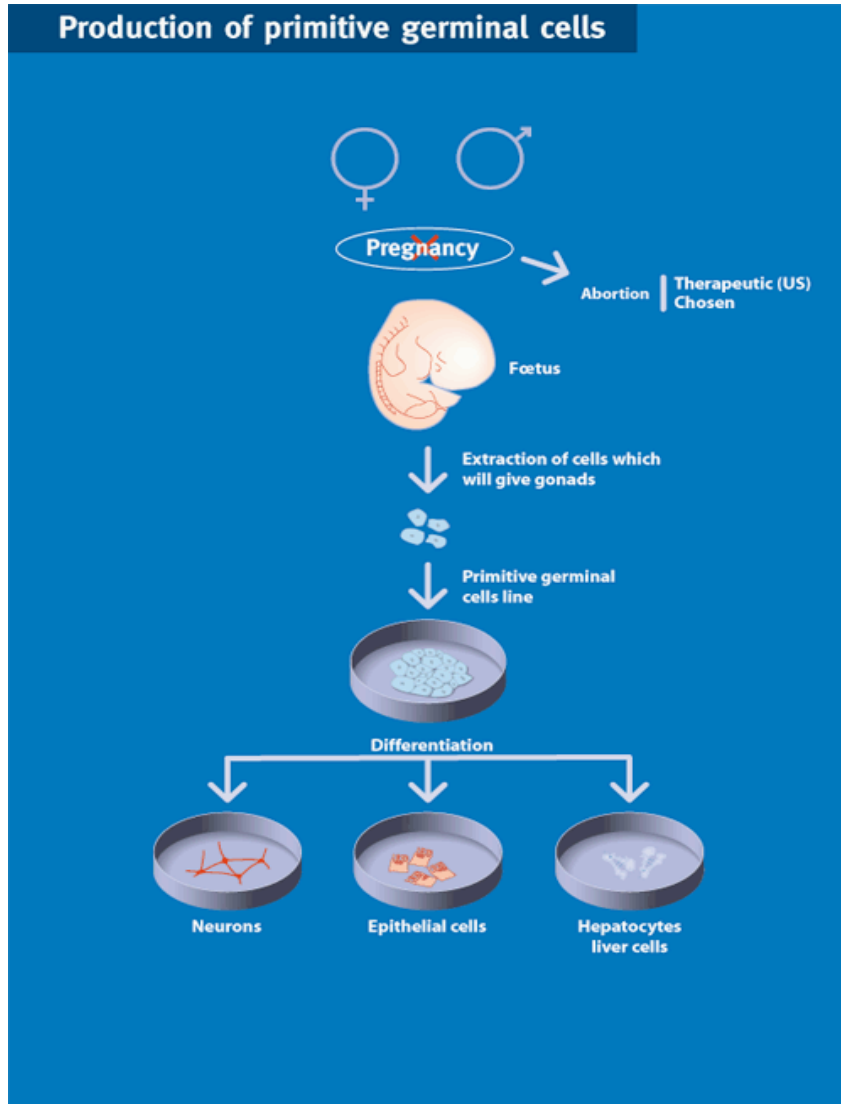 Production of primitive germinal cells
Pregnancy
Abortion
Therapeutic (US)
Chosen
Fœtus
Extraction of cells which
will give gonads
Primitive germinal
cells line
Differentiation
Neurons
Epithelial cells
Hepatocytes
liver cells